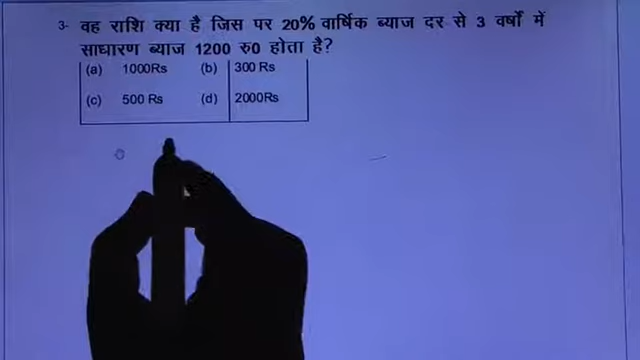 3- वह राशि क्या है जिस पर 20% वार्षिक ब्याज दर से 3 वर्षों में
साघारण ब्याज 1200 रु0 होता है?
(a) 1000Rs (b) 300 Rs
(c) 500 Rs (d) 2000Rs